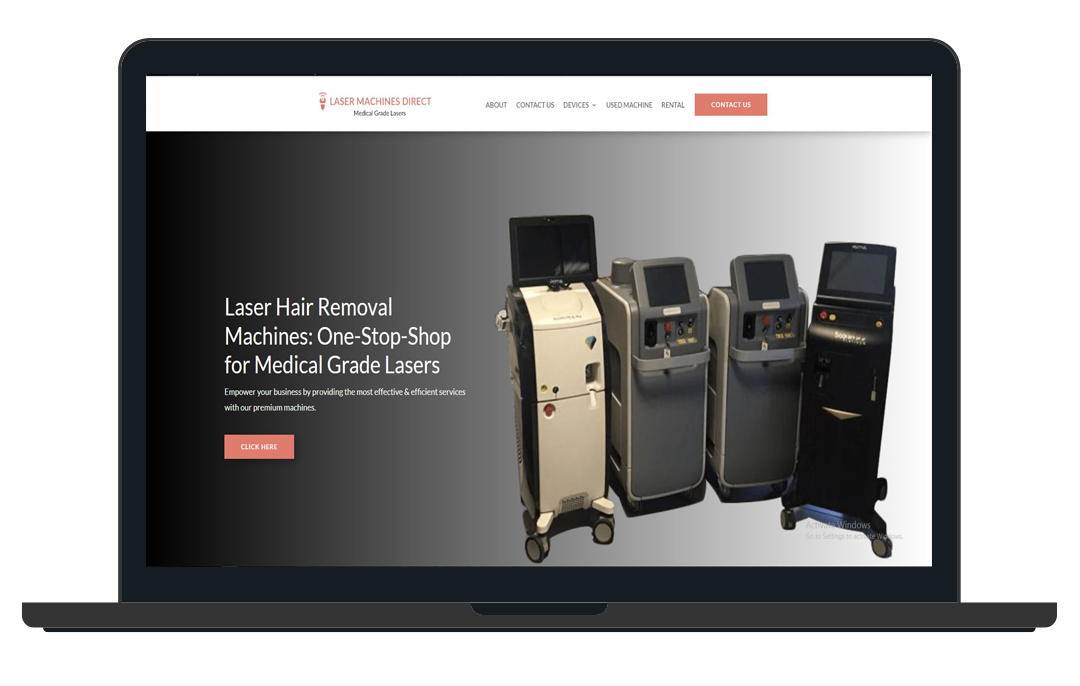 LASER MACHINES DIRECT
Medical Grade Lasers
ABOUT CONTACT US DEVICES USED MACHINE RENTAL CONTACT US
Laser Hair Removal
Machines: One-Stop-Shop
for Medical Grade Lasers
Empower your business by providing the most effective & efficient services
with our premium machines.
CLICK HERE
Activate Windows
Go to Settings to activate Windows.